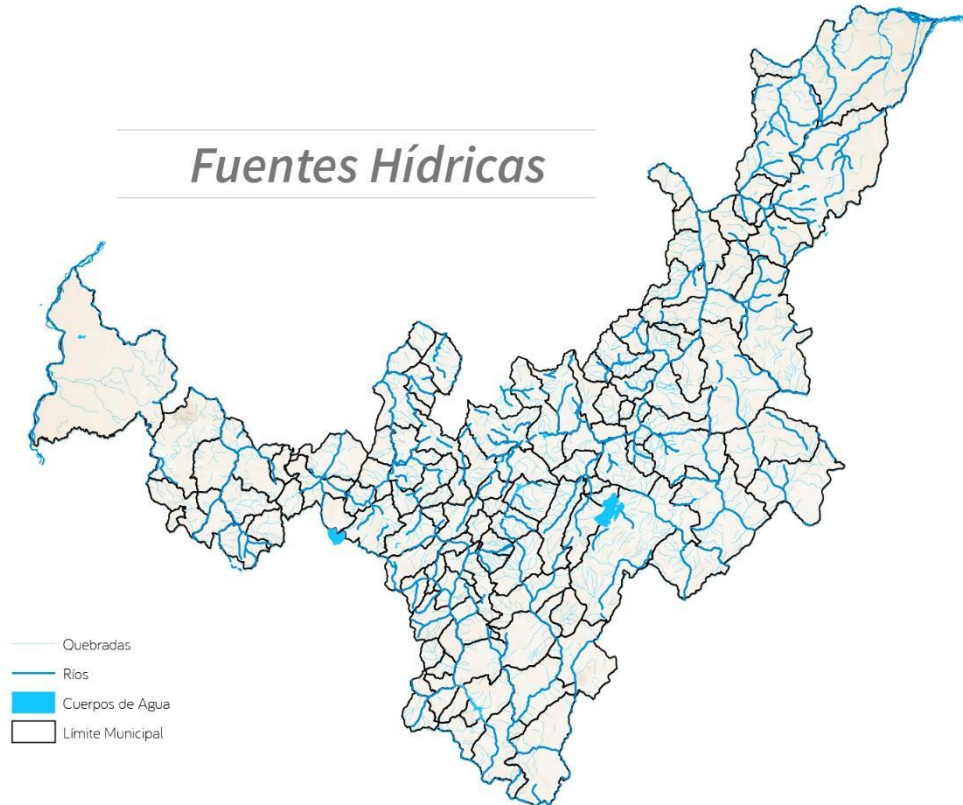 Fuentes Hídricas
Quebradas
Ríos
Cuerpos de Agua
Límite Municipal